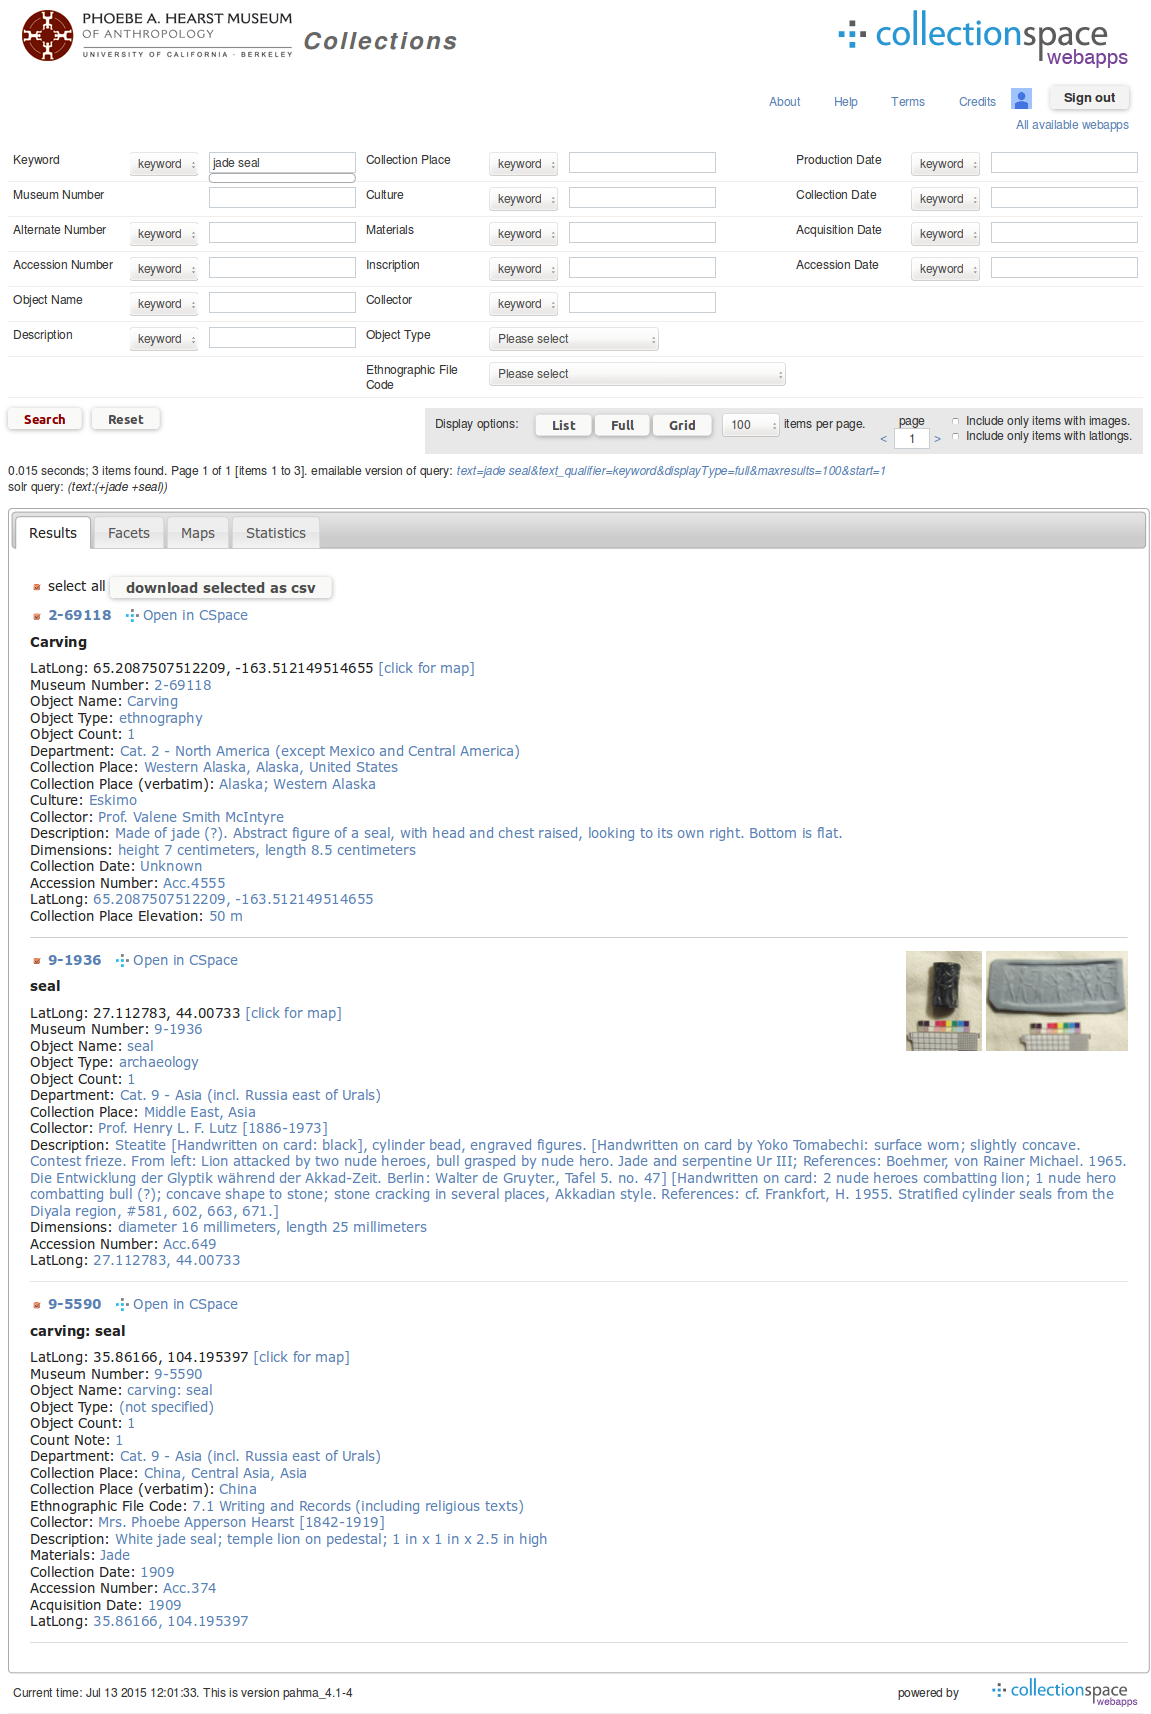 PHOEBE A. HEARST MUSEUM
OF ANTHROPOLOGY
UNIVERSITY OF CALIFORNIA · BERKELEY
Collections
collectionspace
webapps
About Help Terms Credits Sign out
All available webapps
Keyword keyword jade seal Collection Place keyword Production Date keyword
Museum Number Culture keyword Collection Date keyword
Alternate Number keyword Materials keyword Acquisition Date keyword
Accession Number keyword Inscription keyword Accession Date keyword
Object Name keyword Collector keyword
Description keyword Object Type Please select
Ethnographic File Code Please select
Search Reset Display options: List Full Grid 100 items per page. page < 1 > Include only items with images.
Include only items with latlongs.
0.015 seconds; 3 items found. Page 1 of 1 [items 1 to 3]. emailable version of query: text=jade seal&text_qualifier=keyword&displayType=full&maxresults=100&start=1
solr query: (text:(+jade +seal))
Results Facets Maps Statistics
select all download selected as csv
2-69118 Open in CSpace
Carving
LatLong: 65.2087507512209, -163.512149514655 [click for map]
Museum Number: 2-69118
Object Name: Carving
Object Type: ethnography
Object Count: 1
Department: Cat. 2 - North America (except Mexico and Central America)
Collection Place: Western Alaska, Alaska, United States
Collection Place (verbatim): Alaska; Western Alaska
Culture: Eskimo
Collector: Prof. Valene Smith McIntyre
Description: Made of jade (?). Abstract figure of a seal, with head and chest raised, looking to its own right. Bottom is flat.
Dimensions: height 7 centimeters, length 8.5 centimeters
Collection Date: Unknown
Accession Number: Acc.4555
LatLong: 65.2087507512209, -163.512149514655
Collection Place Elevation: 50 m
9-1936 Open in CSpace
seal
LatLong: 27.112783, 44.00733 [click for map]
Museum Number: 9-1936
Object Name: seal
Object Type: archaeology
Object Count: 1
Department: Cat. 9 - Asia (incl. Russia east of Urals)
Collection Place: Middle East, Asia
Collector: Prof. Henry L. F. Lutz [1886-1973]
Description: Steatite [Handwritten on card: black], cylinder bead, engraved figures. [Handwritten on card by Yoko Tomabechi: surface worn; slightly concave.
Contest frieze. From left: Lion attacked by two nude heroes, bull grasped by nude hero. Jade and serpentine Ur III; References: Boehmer, von Rainer Michael. 1965.
Die Entwicklung der Glyptik während der Akkad-Zeit. Berlin: Walter de Gruyter., Tafel 5. no. 47] [Handwritten on card: 2 nude heroes combatting lion; 1 nude hero
combatting bull (?); concave shape to stone; stone cracking in several places, Akkadian style. References: cf. Frankfort, H. 1955. Stratified cylinder seals from the
Diyala region, #581, 602, 663, 671.]
Dimensions: diameter 16 millimeters, length 25 millimeters
Accession Number: Acc.649
LatLong: 27.112783, 44.00733
9-5590 Open in CSpace
carving: seal
LatLong: 35.86166, 104.195397 [click for map]
Museum Number: 9-5590
Object Name: carving: seal
Object Type: (not specified)
Object Count: 1
Count Note: 1
Department: Cat. 9 - Asia (incl. Russia east of Urals)
Collection Place: China, Central Asia, Asia
Collection Place (verbatim): China
Ethnographic File Code: 7.1 Writing and Records (including religious texts)
Collector: Mrs. Phoebe Apperson Hearst [1842-1919]
Description: White jade seal; temple lion on pedestal; 1 in x 1 in x 2.5 in high
Materials: Jade
Collection Date: 1909
Accession Number: Acc.374
Acquisition Date: 1909
LatLong: 35.86166, 104.195397
Current time: Jul 13 2015 12:01:33. This is version pahma_4.1-4 powered by collectionspace
webapps